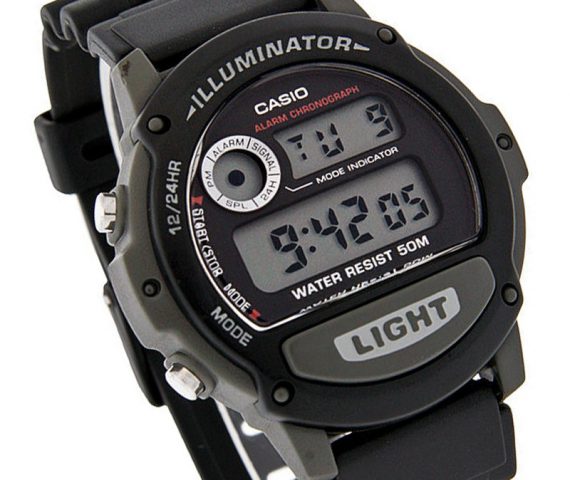 ILLUMINATOR
CASIO
ALARM CHRONOGRAPH
TU 9
ALARM SIGNAL
PM 24H
SPL
MODE INDICATOR
12/24HR
9:42 05
START/STOP MODE
WATER RESIST 50M
MODE
LIGHT